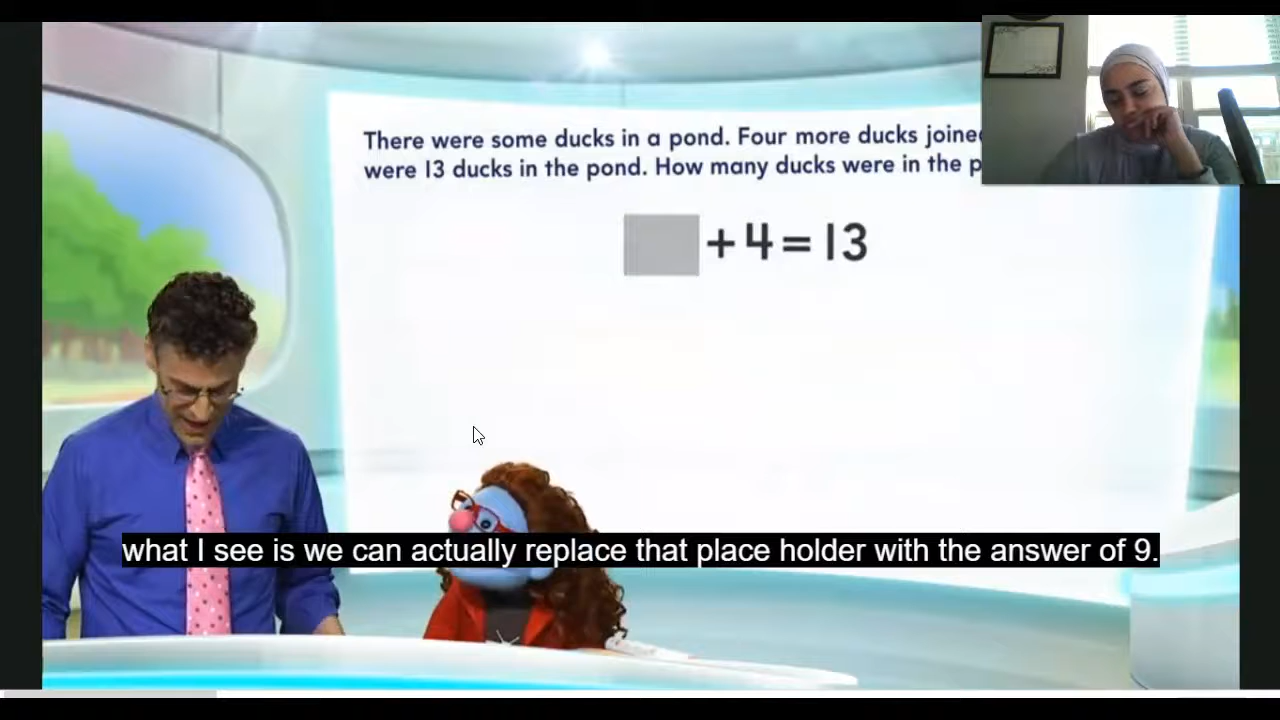 There were some ducks in a pond. Four more ducks joined
were 13 ducks in the pond. How many ducks were in the
+ 4 = 13
what I see is we can actually replace that place holder with the answer of 9.